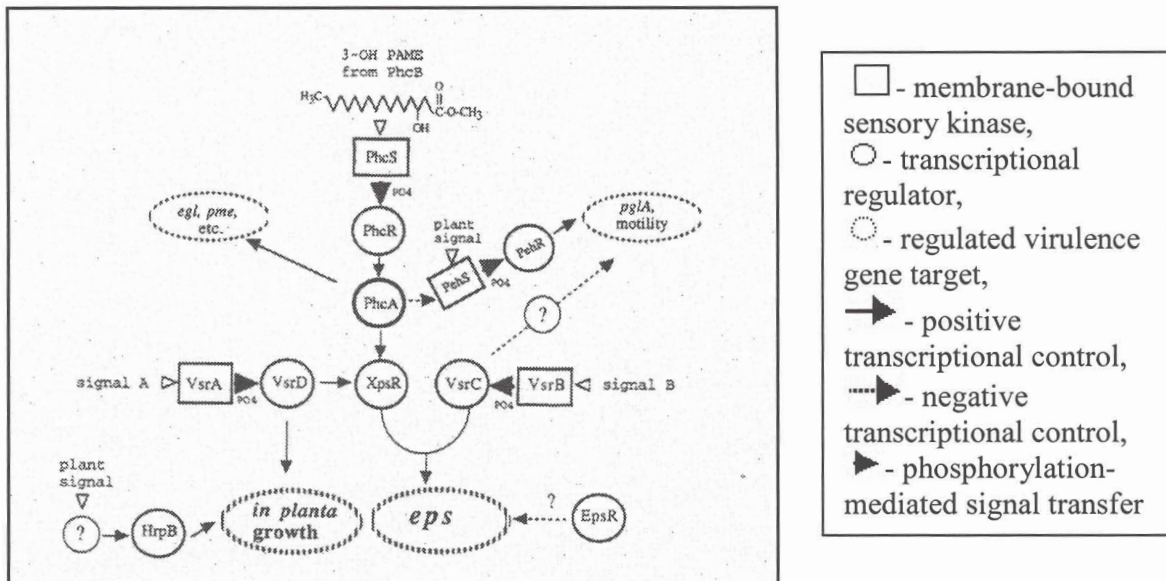 3-OH PAME
from PhcB
H₃C
O
C-O-CH₃
OH
PhcS
PO4
egl, pme,
etc.
PhcR
plant
signal
PehR
pglA,
motility
PehS
PO4
PhcA
?
signal A
VsrA
PO4
VsrD
XpsR
VsrC
PO4
VsrB
signal B
plant
signal
?
HrpB
in planta
growth
eps
?
EpsR
- membrane-bound
sensory kinase,
- transcriptional
regulator,
- regulated virulence
gene target,
- positive
transcriptional control,
- negative
transcriptional control,
- phosphorylation-
mediated signal transfer